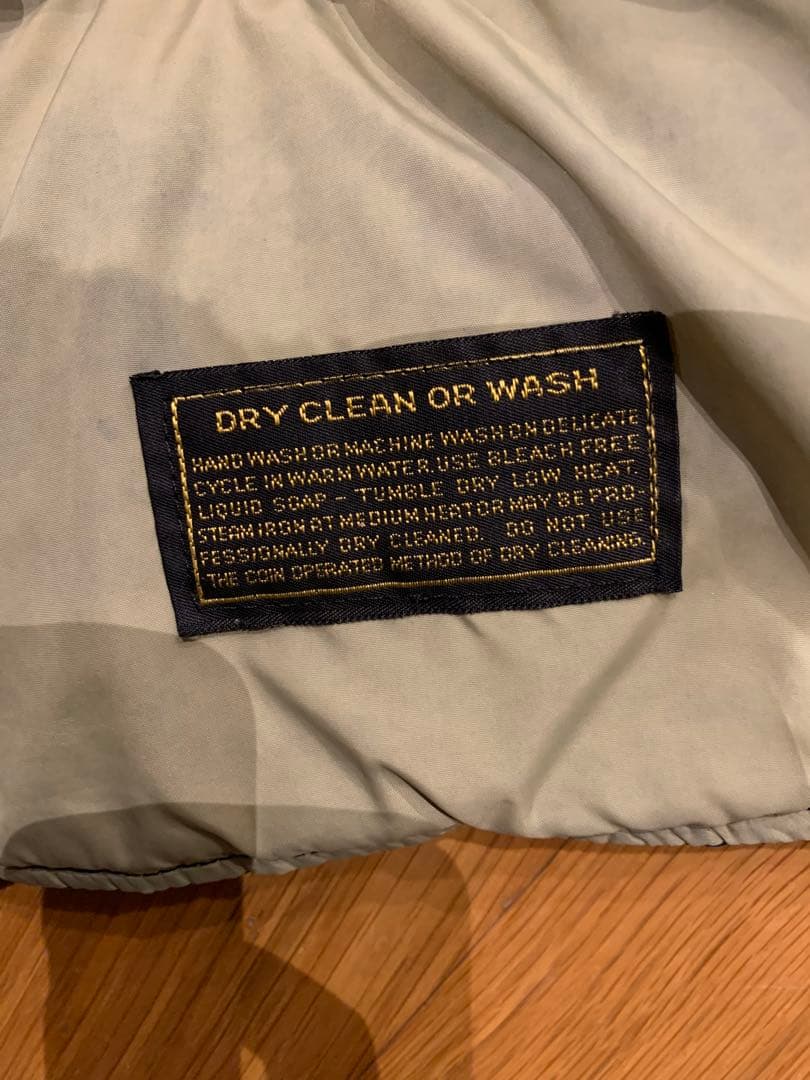 DRY CLEAN OR WASH
HAND WASH OR MACHINE WASH ON DELICATE
CYCLE IN WARM WATER. USE BLEACH FREE
LIQUID SOAP - TUMBLE DRY LOW HEAT.
STEAM IRON AT MEDIUM HEAT OR MAY BE PRO-
FESSIONALLY DRY CLEANED. DO NOT USE
THE COIN OPERATED METHOD OF DRY CLEANING.